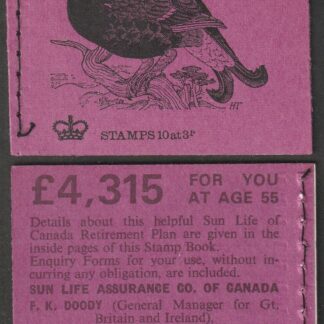 HT
STAMPS 10 at 3p
£4,315 FOR YOU
AT AGE 55
Details about this helpful Sun Life of
Canada Retirement Plan are given in the
inside pages of this Stamp Book.
Enquiry Forms for your use, without in-
curring any obligation, are included.
SUN LIFE ASSURANCE CO. OF CANADA
F. K. DOODY (General Manager for Gt.
Britain and Ireland),